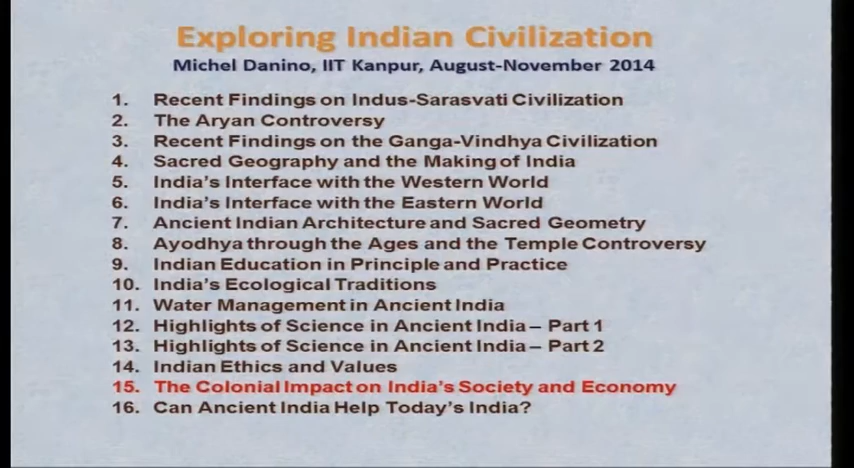 Exploring Indian Civilization
Michel Danino, IIT Kanpur, August-November 2014
1. Recent Findings on Indus-Sarasvati Civilization
2. The Aryan Controversy
3. Recent Findings on the Ganga-Vindhya Civilization
4. Sacred Geography and the Making of India
5. India's Interface with the Western World
6. India's Interface with the Eastern World
7. Ancient Indian Architecture and Sacred Geometry
8. Ayodhya through the Ages and the Temple Controversy
9. Indian Education in Principle and Practice
10. India's Ecological Traditions
11. Water Management in Ancient India
12. Highlights of Science in Ancient India – Part 1
13. Highlights of Science in Ancient India – Part 2
14. Indian Ethics and Values
15. The Colonial Impact on India's Society and Economy
16. Can Ancient India Help Today's India?